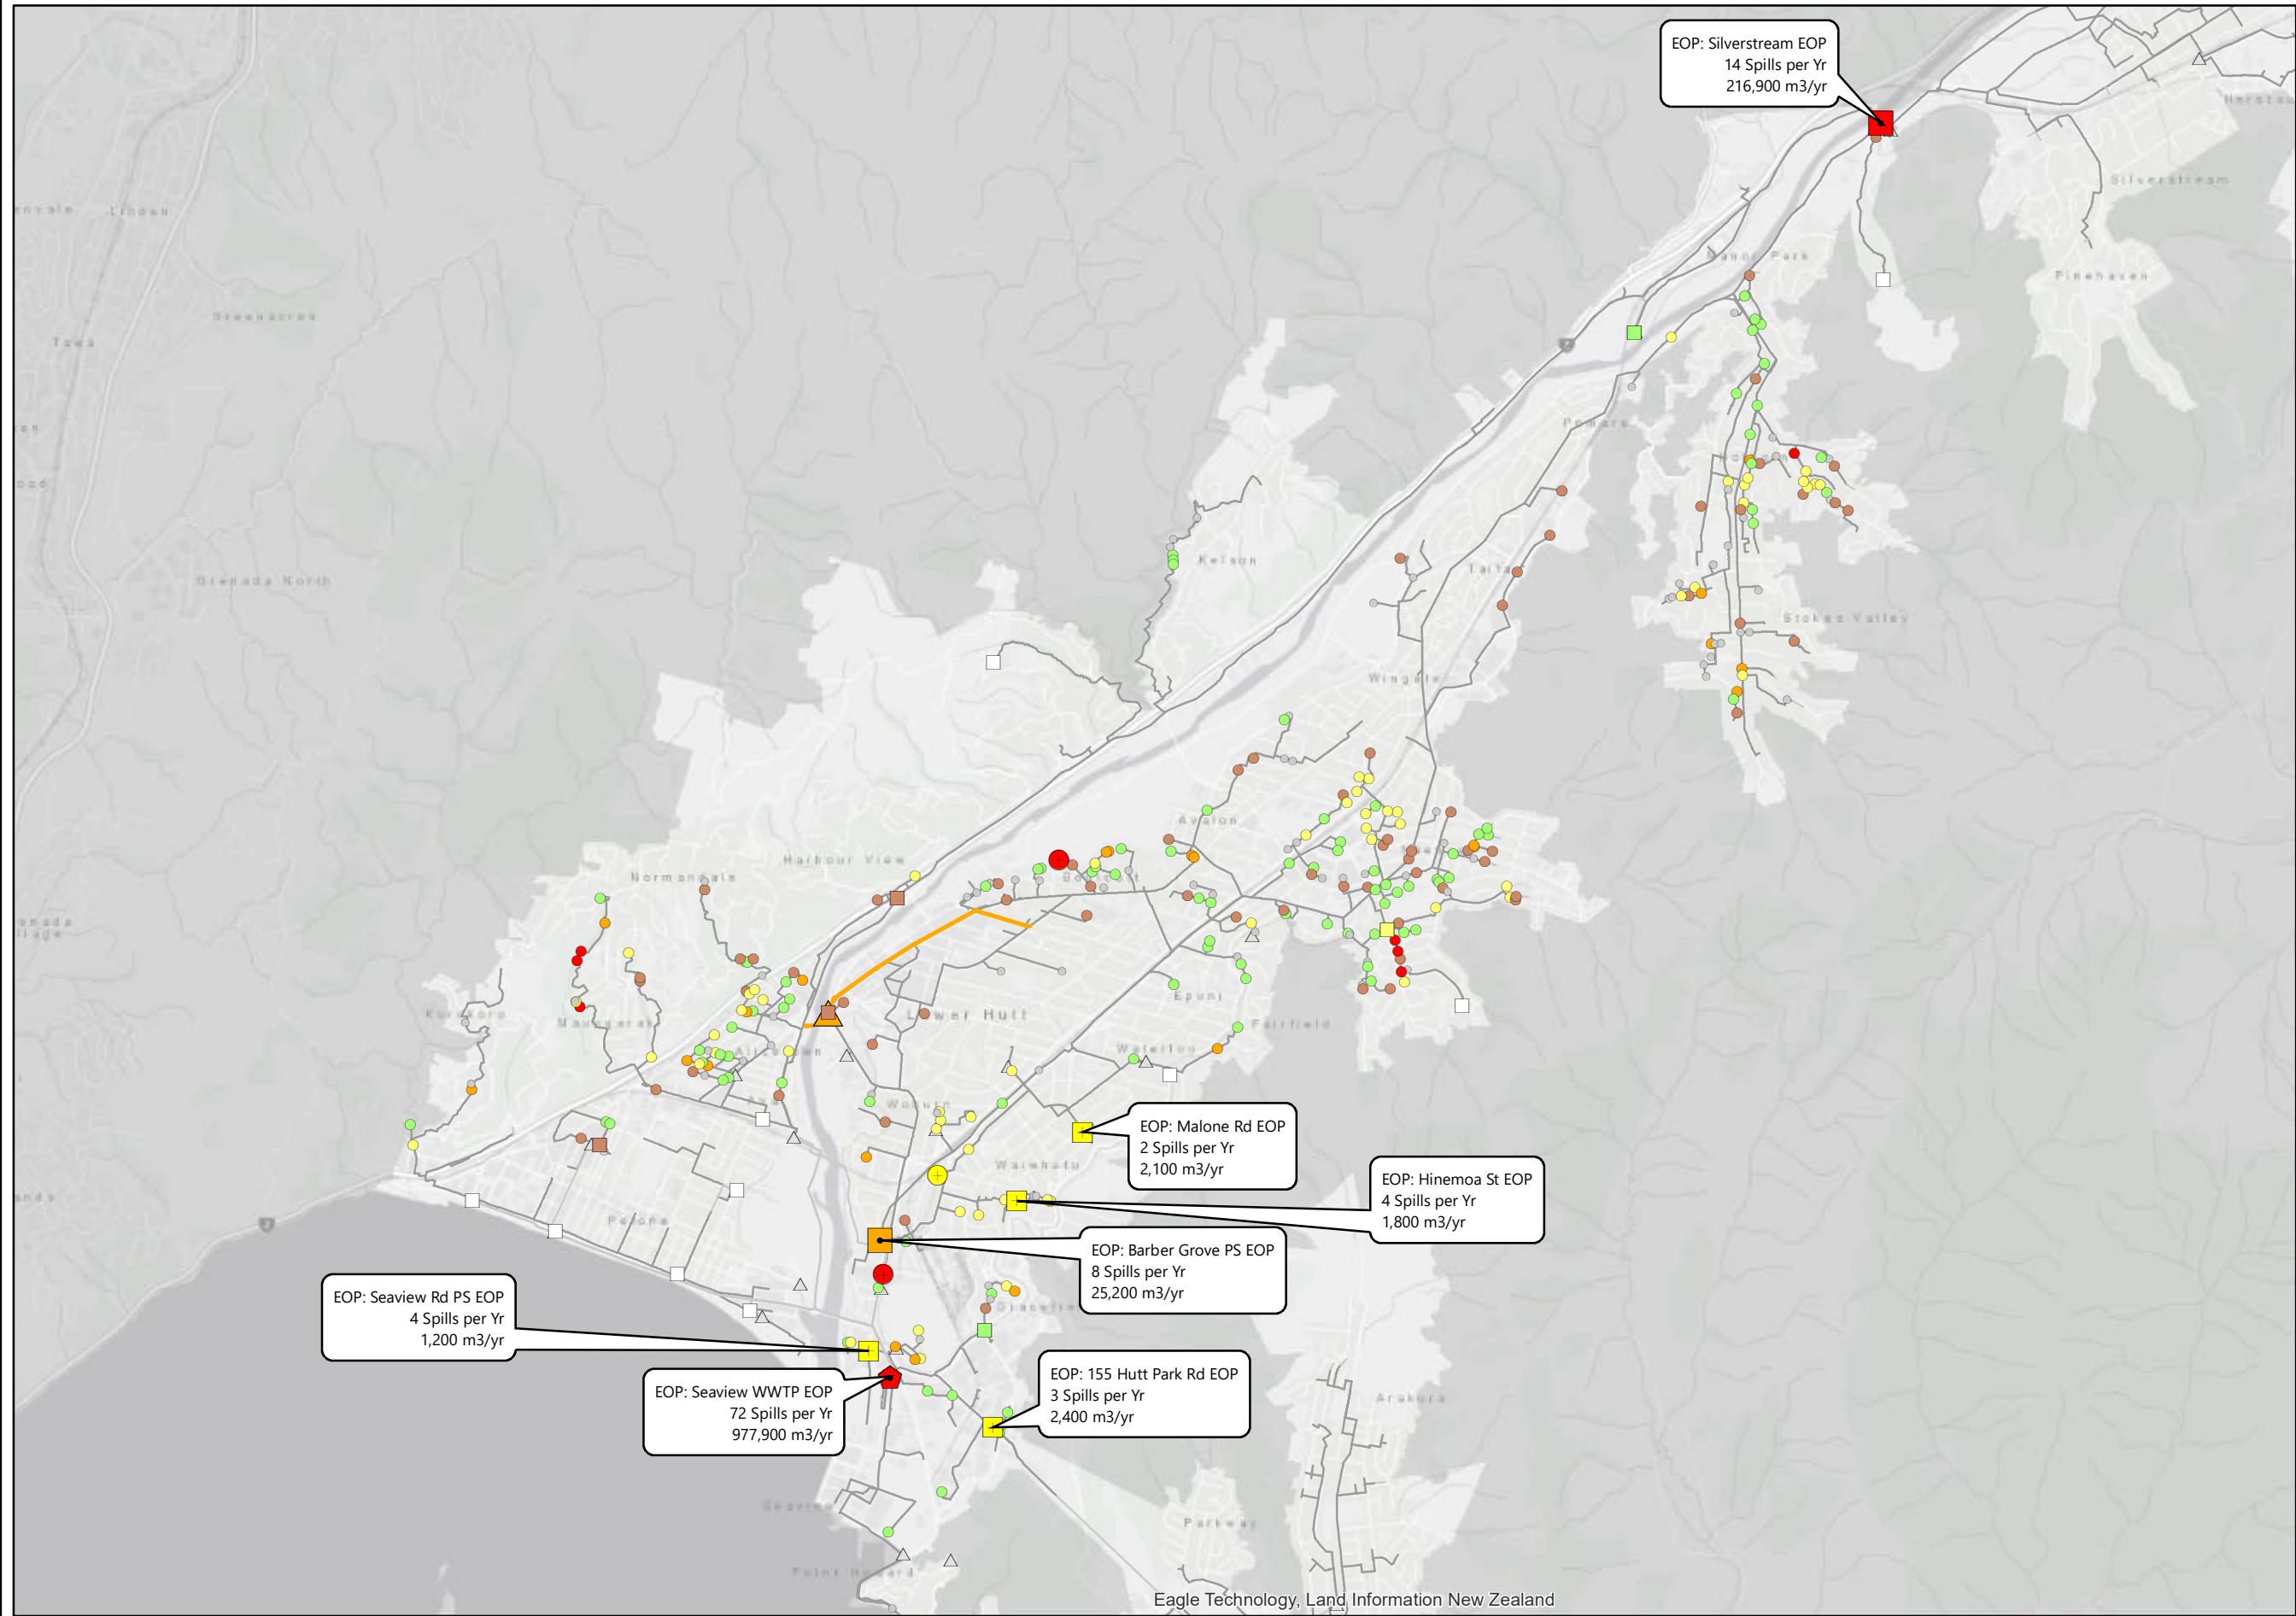 EOP: Silverstream EOP
14 Spills per Yr
216,900 m3/yr
Linden
Silverstream
Manor Park
Pinehaven
Greenacres
Tawa
Pomare
Kelson
Taita
Grenada North
Stokes Valley
Wingate
Avalon
Harbour View
Normandale
Boulcott
Epuni
Lower Hutt
Fairfield
Korokoro
Maungaraki
Alicetown
Waterloo
Ava
Woburn
EOP: Malone Rd EOP
2 Spills per Yr
2,100 m3/yr
Waiwhetu
EOP: Hinemoa St EOP
4 Spills per Yr
1,800 m3/yr
Petone
2
EOP: Barber Grove PS EOP
8 Spills per Yr
25,200 m3/yr
EOP: Seaview Rd PS EOP
4 Spills per Yr
1,200 m3/yr
Gracefield
EOP: 155 Hutt Park Rd EOP
3 Spills per Yr
2,400 m3/yr
EOP: Seaview WWTP EOP
72 Spills per Yr
977,900 m3/yr
Arakura
Seaview
Parkway
Point Howard
Eagle Technology, Land Information New Zealand